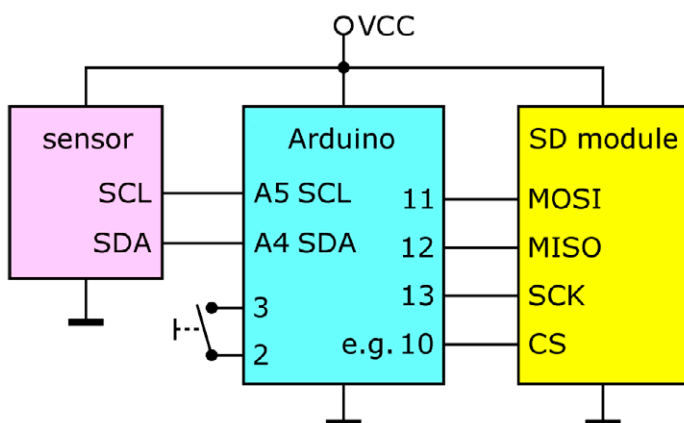 VCC
sensor
SCL
SDA
Arduino
A5 SCL
A4 SDA
3
2
11
12
13
e.g. 10
SD module
MOSI
MISO
SCK
CS